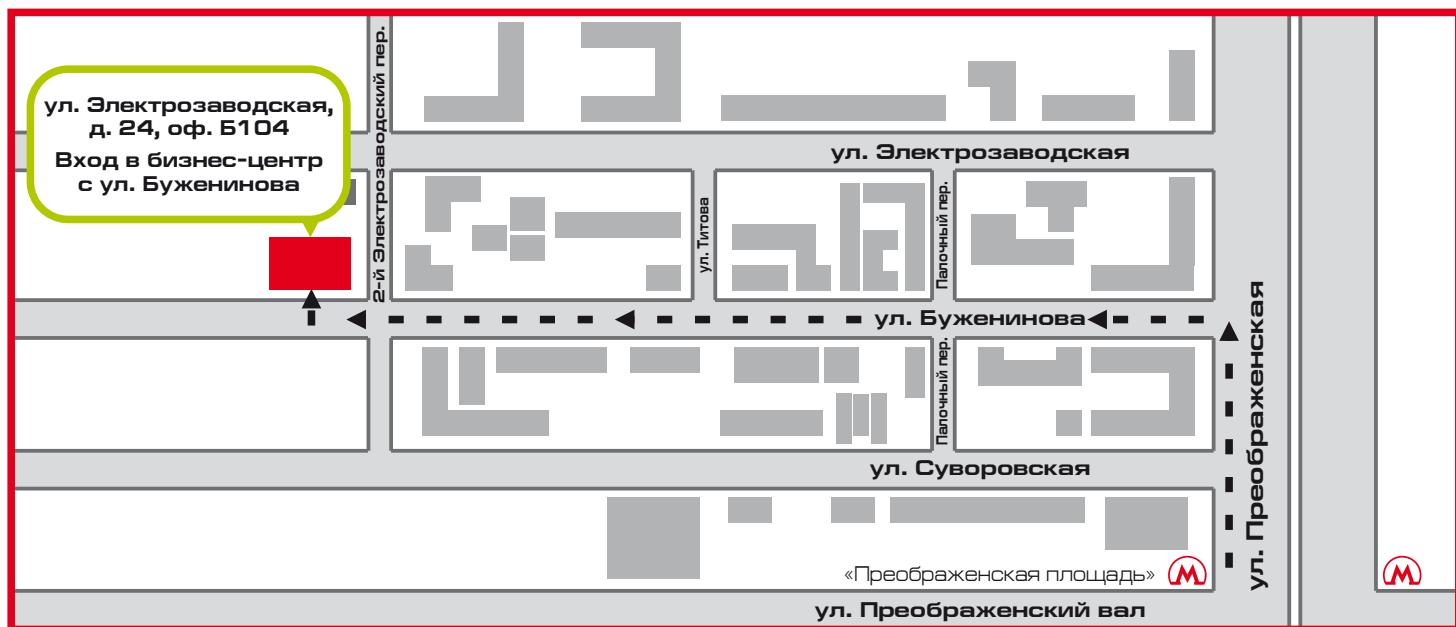 2-й Электрозаводский пер.
ул. Электрозаводская,
д. 24, оф. Б104
Вход в бизнес-центр
с ул. Буженинова
ул. Электрозаводская
ул. Титова
Палочный пер.
ул. Буженинова
Палочный пер.
ул. Преображенская
ул. Суворовская
«Преображенская площадь» М
М
ул. Преображенский вал